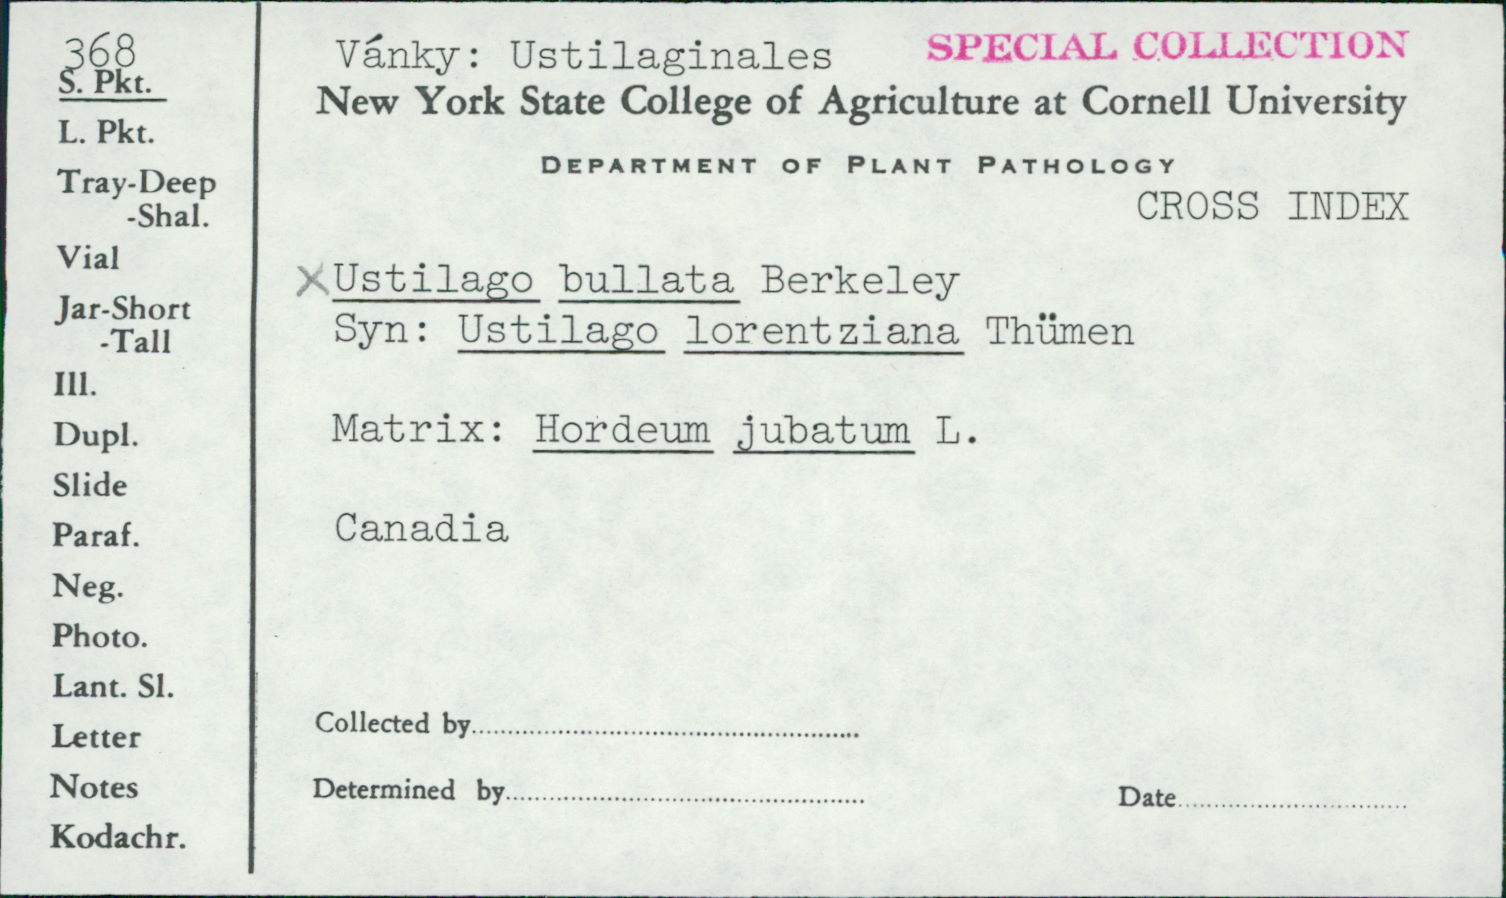 368
S. Pkt.
L. Pkt.
Tray-Deep
-Shal.
Vial
Jar-Short
-Tall
Ill.
Dupl.
Slide
Paraf.
Neg.
Photo.
Lant. Sl.
Letter
Notes
Kodachr.
Vánky: Ustilaginales
SPECIAL COLLECTION
New York State College of Agriculture at Cornell University
DEPARTMENT OF PLANT PATHOLOGY
CROSS INDEX
X Ustilago bullata Berkeley
Syn: Ustilago lorentziana Thümen
Matrix: Hordeum jubatum L.
Canadia
Collected by
Determined by
Date